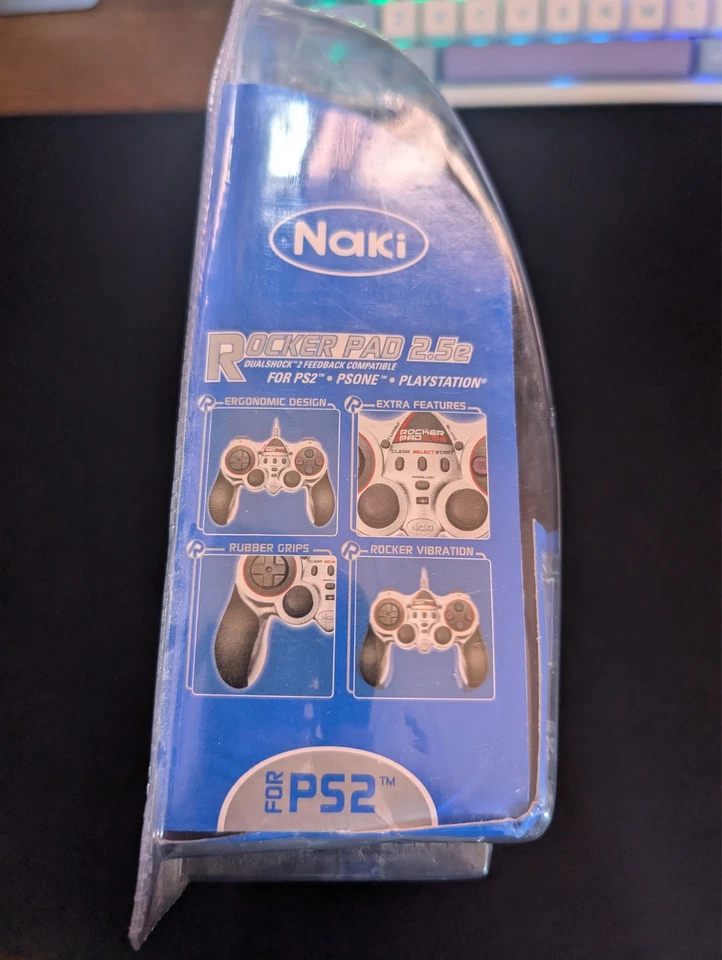 Naki
ROCKER PAD 2.5e
DUALSHOCK™2 FEEDBACK COMPATIBLE
FOR PS2™ • PSONE™ • PLAYSTATION®
ERGONOMIC DESIGN
EXTRA FEATURES
ROCKER
PAD
CLEAR SELECT START
Naki
RUBBER GRIPS
ROCKER VIBRATION
FOR PS2™